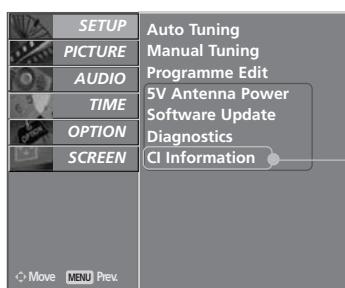 SETUP
PICTURE
AUDIO
TIME
OPTION
SCREEN
Auto Tuning
Manual Tuning
Programme Edit
5V Antenna Power
Software Update
Diagnostics
CI Information
Move MENU Prev.